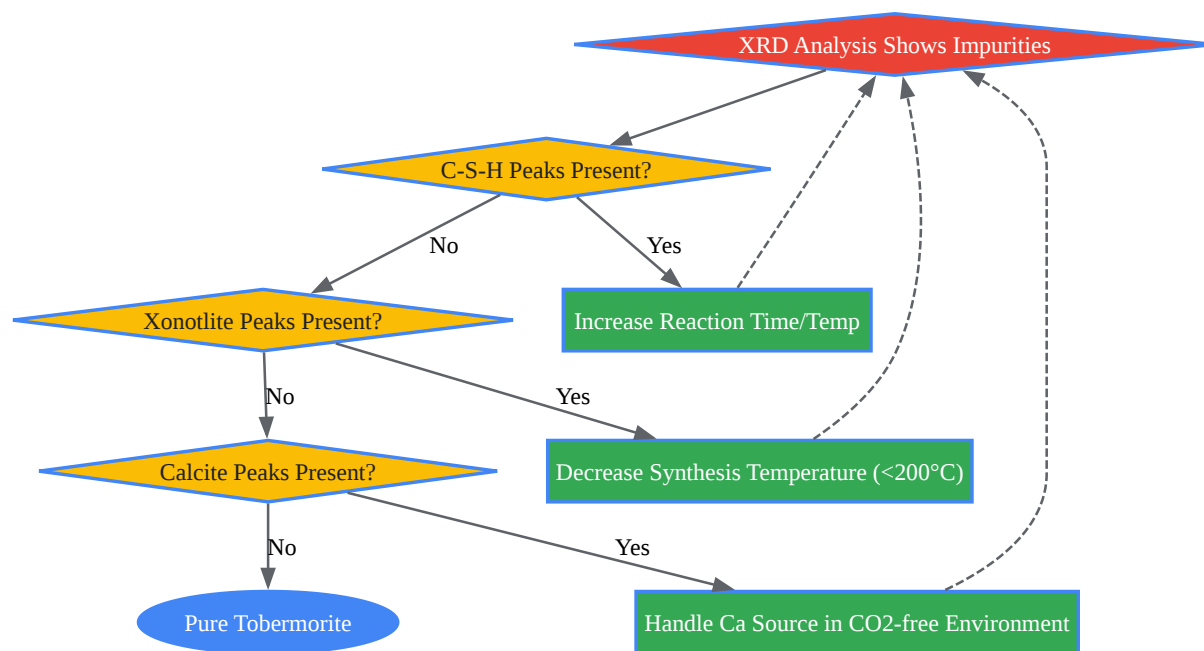 XRD Analysis Shows Impurities
C-S-H Peaks Present?
No
Yes
Xonotlite Peaks Present?
Increase Reaction Time/Temp
No
Yes
Calcite Peaks Present?
Decrease Synthesis Temperature (<200°C)
No
Yes
Pure Tobermorite
Handle Ca Source in CO2-free Environment